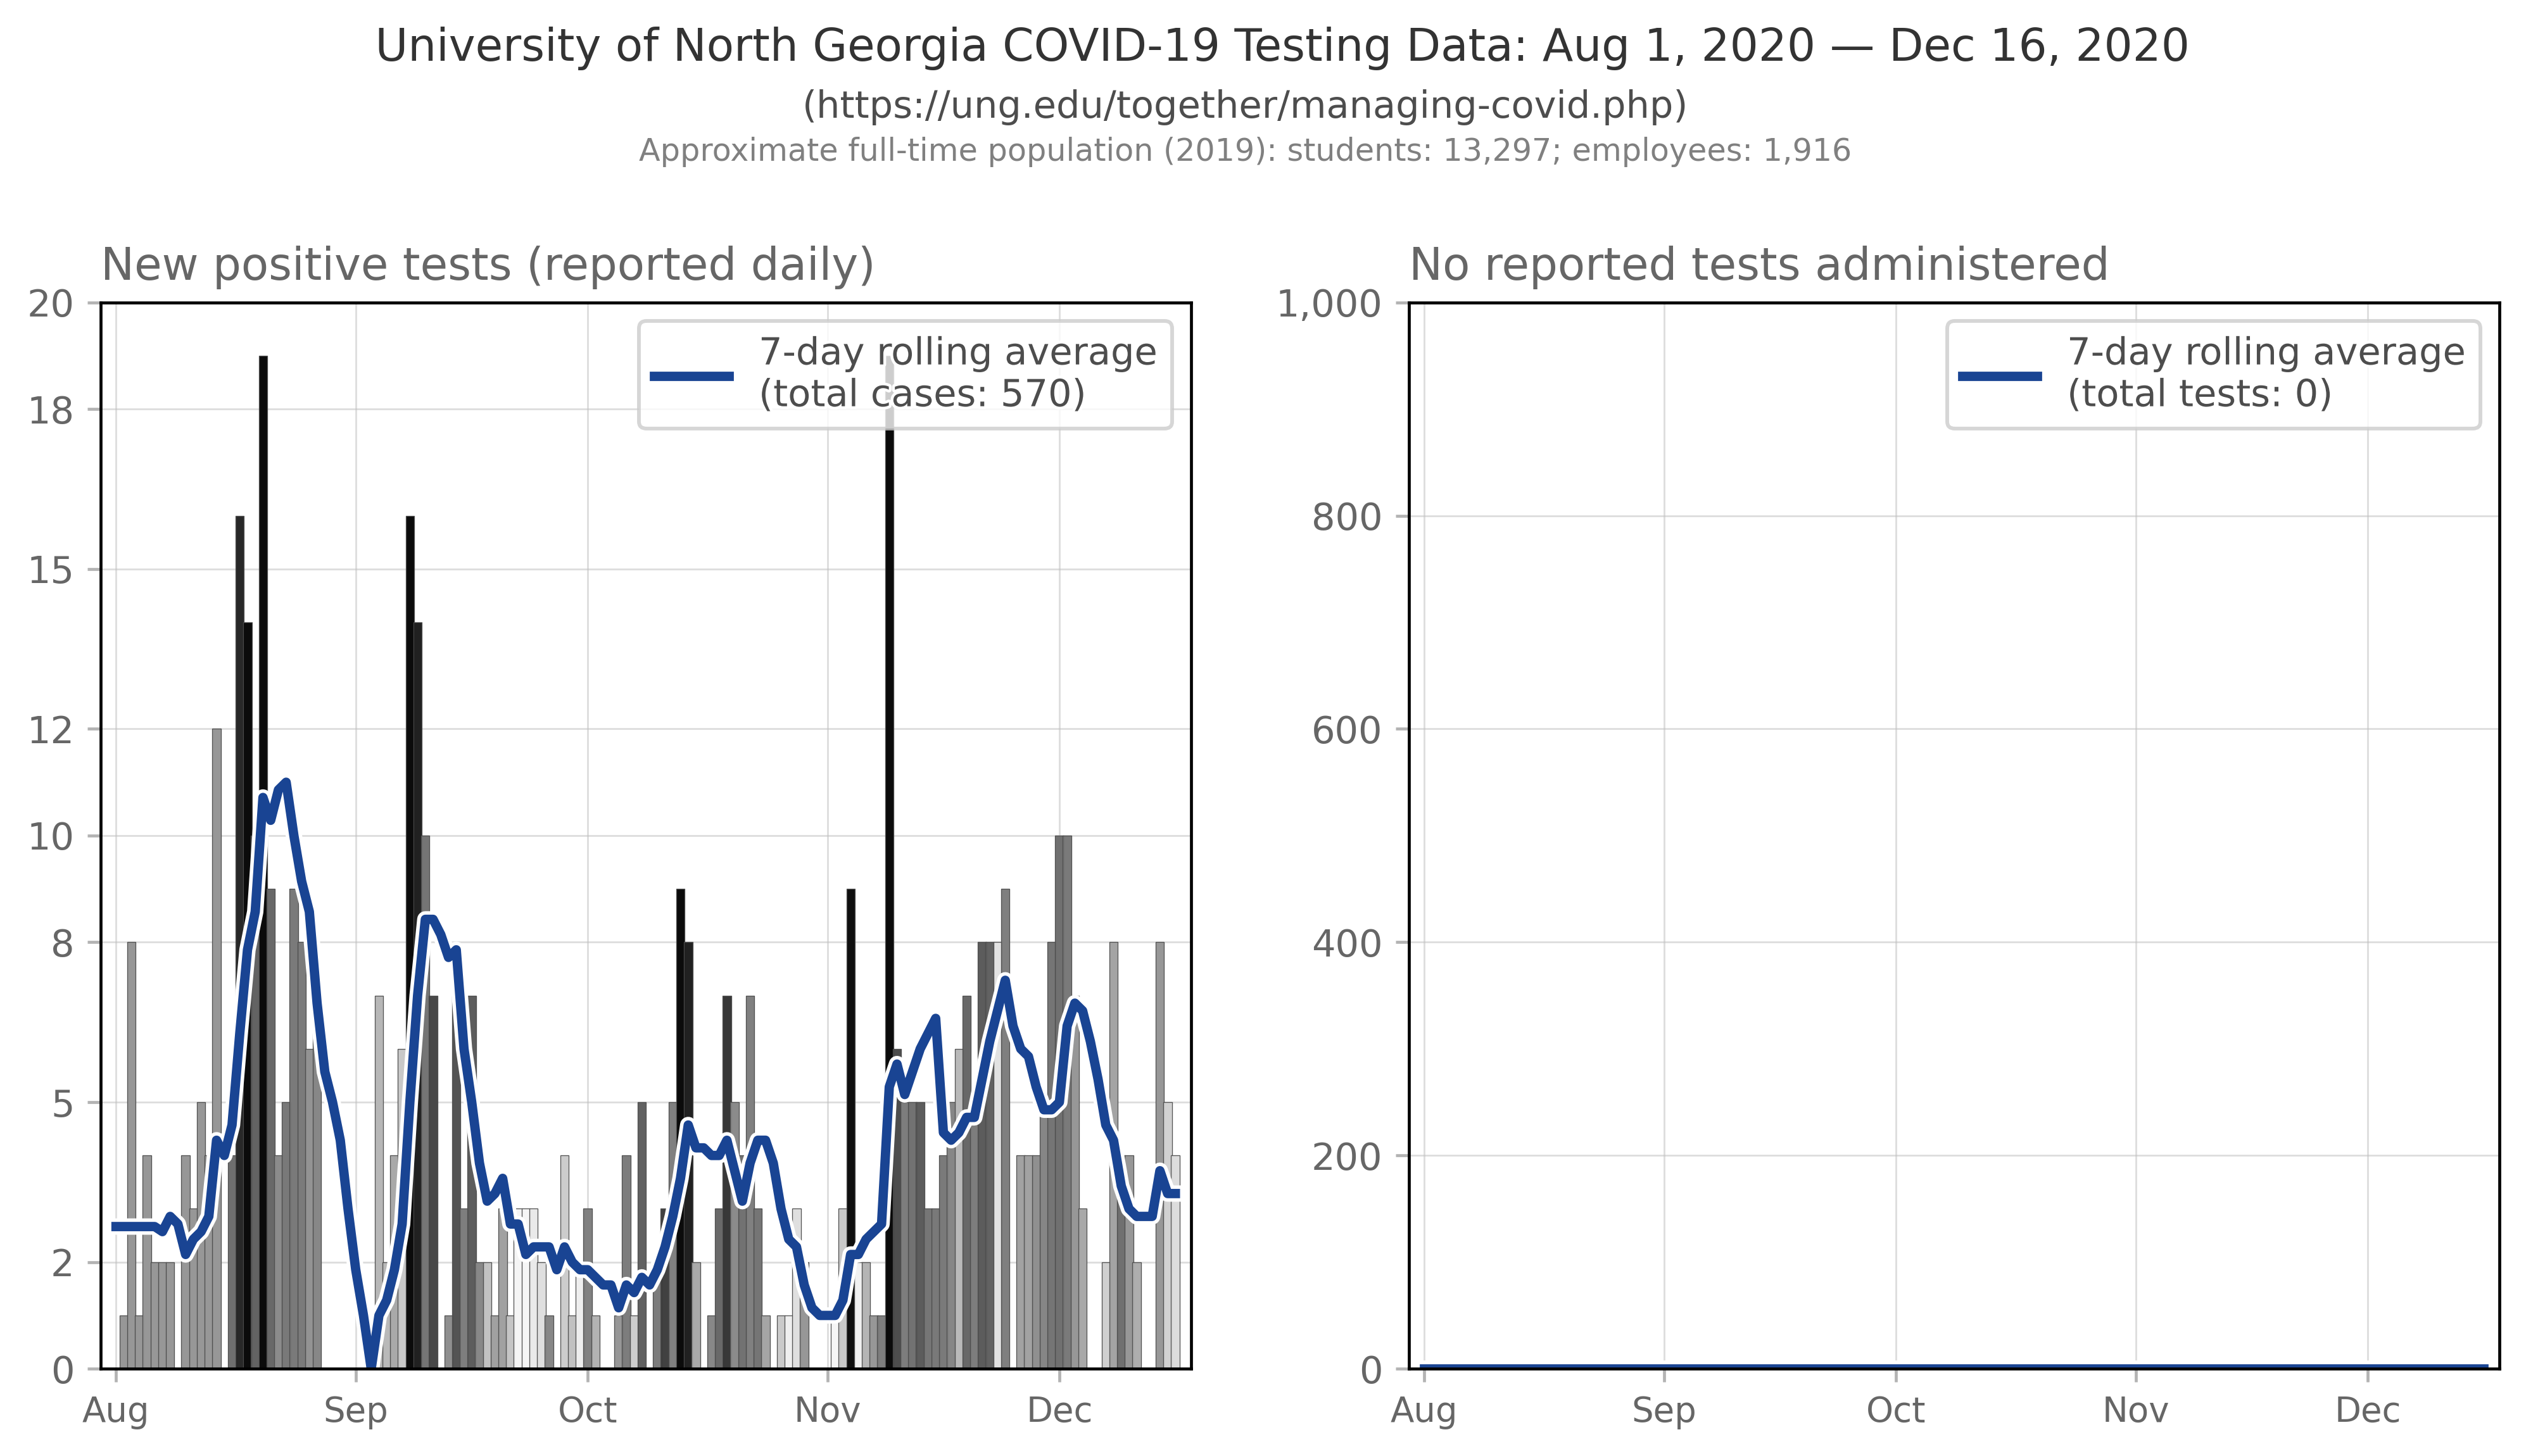 University of North Georgia COVID-19 Testing Data: Aug 1, 2020 — Dec 16, 2020
(https://ung.edu/together/managing-covid.php)
Approximate full-time population (2019): students: 13,297; employees: 1,916
New positive tests (reported daily)
20
18
15
12
10
8
5
2
0
Aug Sep Oct Nov Dec
7-day rolling average
(total cases: 570)
No reported tests administered
1,000
800
600
400
200
0
Aug Sep Oct Nov Dec
7-day rolling average
(total tests: 0)